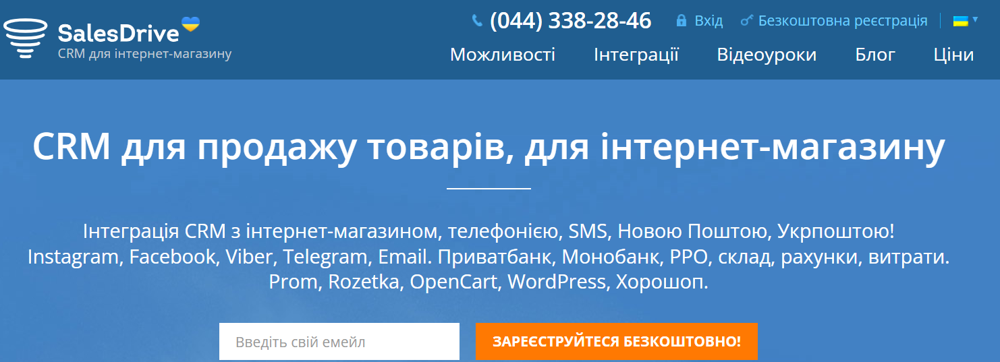 SalesDrive
CRM для інтернет-магазину
(044) 338-28-46
Вхід
Безкоштовна реєстрація
Можливості
Інтеграції
Відеоуроки
Блог
Ціни
CRM для продажу товарів, для інтернет-магазину
Інтеграція CRM з інтернет-магазином, телефонією, SMS, Новою Поштою, Укрпоштою!
Instagram, Facebook, Viber, Telegram, Email. Приватбанк, Монобанк, РРО, склад, рахунки, витрати.
Prom, Rozetka, OpenCart, WordPress, Хорошоп.
Введіть свій емейл
ЗАРЕЄСТРУЙТЕСЯ БЕЗКОШТОВНО!